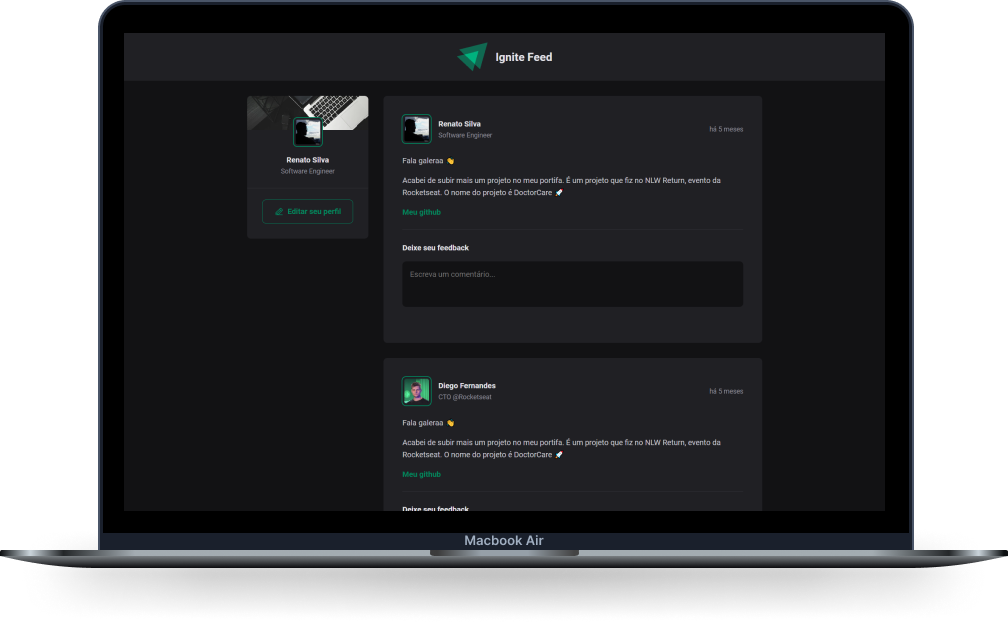 Ignite Feed
Renato Silva
Software Engineer
Editar seu perfil
Renato Silva
Software Engineer
há 5 meses
Fala galeraa 👋
Acabei de subir mais um projeto no meu portifa. É um projeto que fiz no NLW Return, evento da
Rocketseat. O nome do projeto é DoctorCare 🚀
Meu github
Deixe seu feedback
Escreva um comentário...
Diego Fernandes
CTO @Rocketseat
há 5 meses
Fala galeraa 👋
Acabei de subir mais um projeto no meu portifa. É um projeto que fiz no NLW Return, evento da
Rocketseat. O nome do projeto é DoctorCare 🚀
Meu github
Deixe seu feedback
Macbook Air